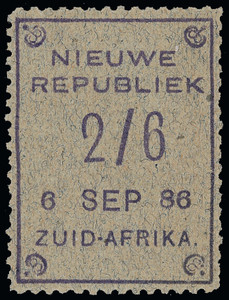 NIEUWE
REPUBLIEK
2/6
6 SEP 86
ZUID-AFRIKA.